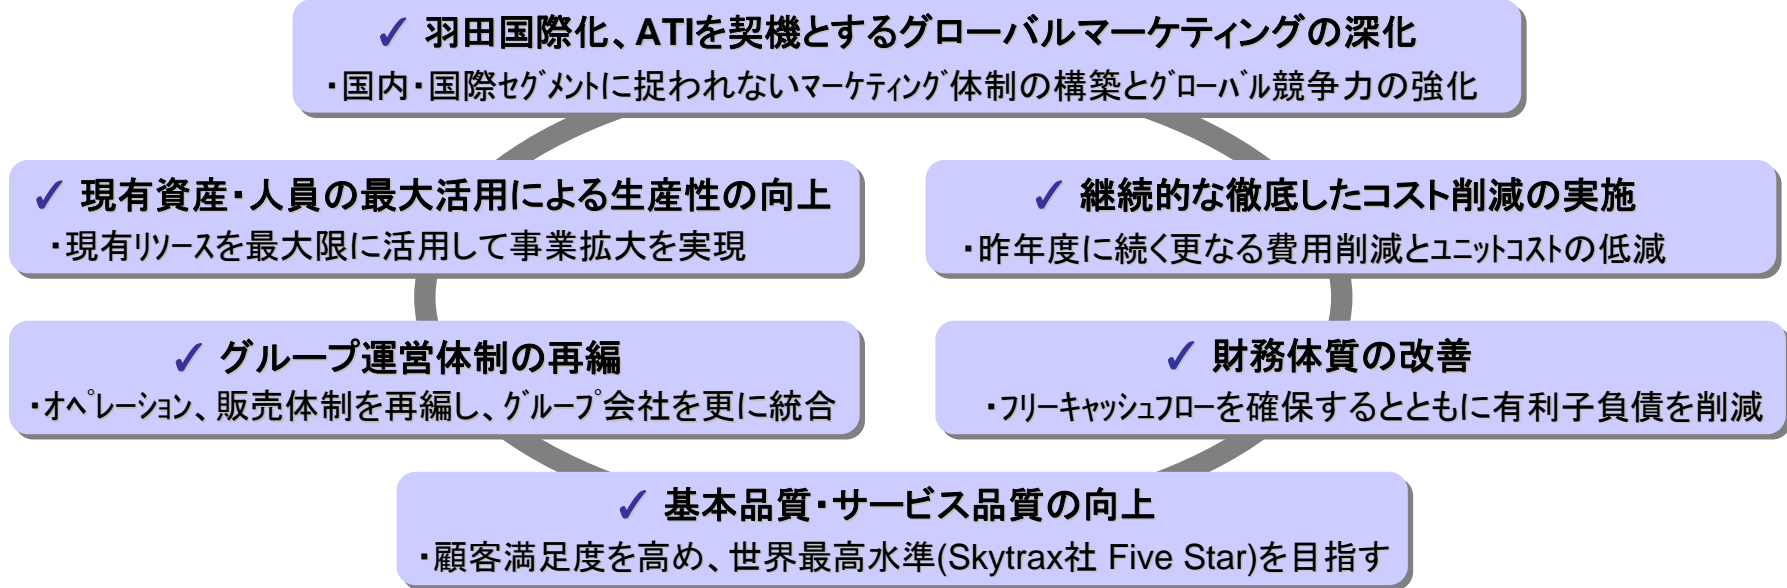 ✓ 羽田国際化、ATIを契機とするグローバルマーケティングの深化
・国内・国際ｾｸﾞﾒﾝﾄに捉われないﾏｰｹﾃｨﾝｸﾞ体制の構築とｸﾞﾛｰﾊﾞﾙ競争力の強化
✓ 現有資産・人員の最大活用による生産性の向上
・現有ﾘｿｰｽを最大限に活用して事業拡大を実現
✓ 継続的な徹底したコスト削減の実施
・昨年度に続く更なる費用削減とﾕﾆｯﾄｺｽﾄの低減
✓ グループ運営体制の再編
・ｵﾍﾟﾚｰｼｮﾝ、販売体制を再編し、ｸﾞﾙｰﾌﾟ会社を更に統合
✓ 財務体質の改善
・ﾌﾘｰｷｬｯｼｭﾌﾛｰを確保するとともに有利子負債を削減
✓ 基本品質・サービス品質の向上
・顧客満足度を高め、世界最高水準(Skytrax社 Five Star)を目指す